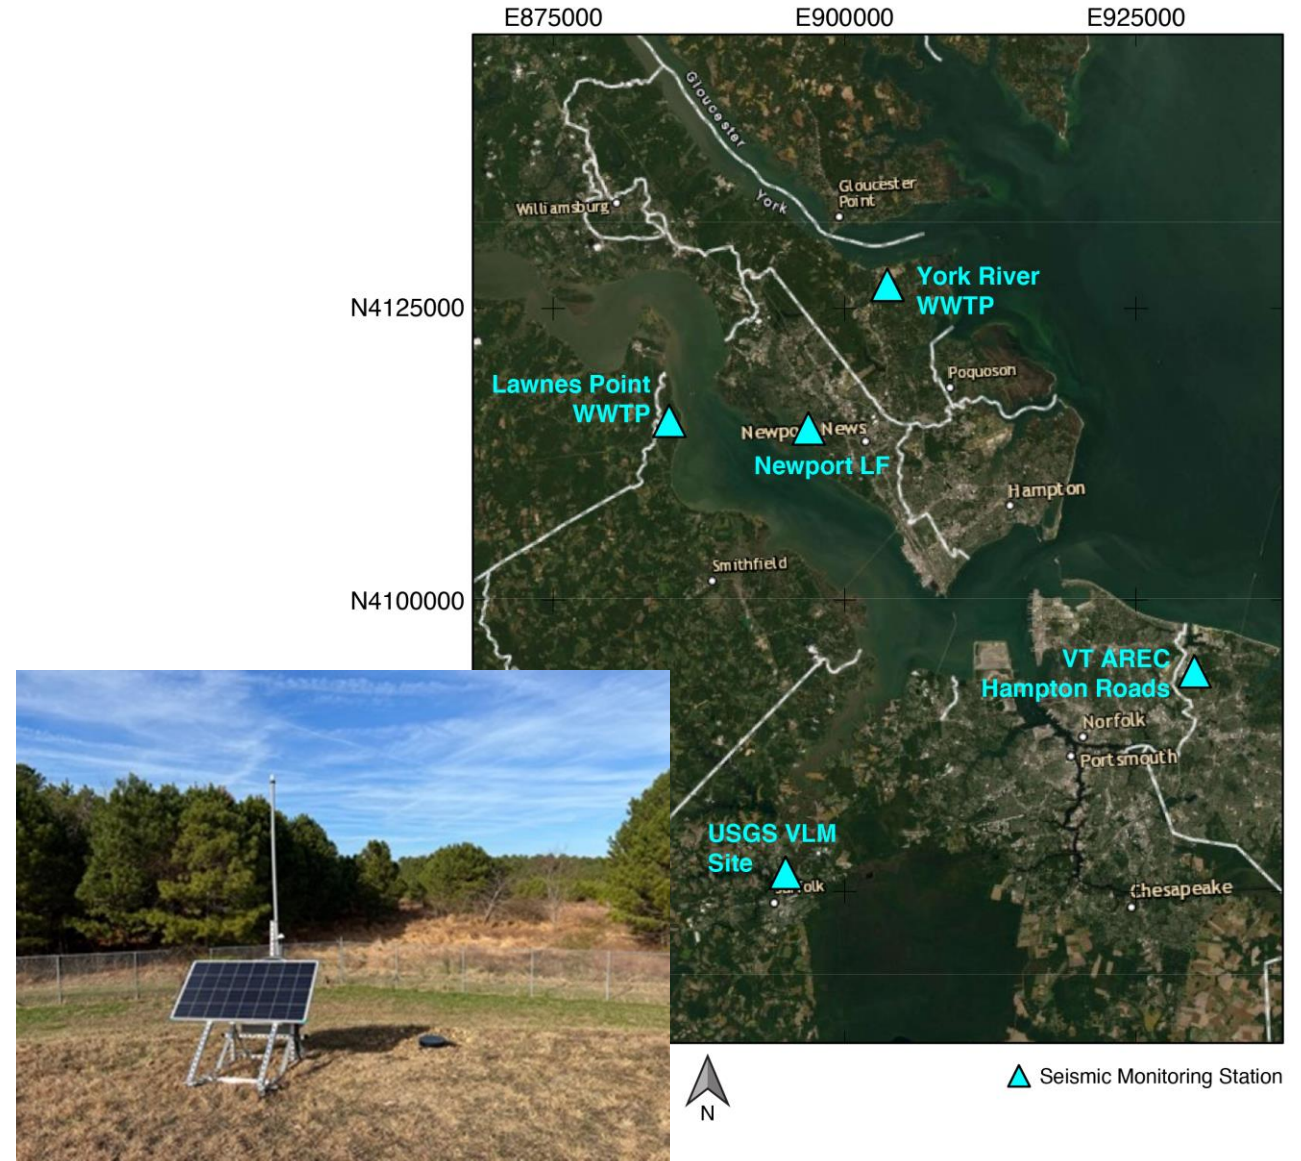 E875000
E900000
E925000
Gloucester
York
Gloucester
Point
Williamsburg
York River
WWTP
N4125000
Poquoson
Lawnes Point
WWTP
News
Newport LF
Hampton
Smithfield
N4100000
VT AREC
Hampton Roads
Norfolk
Portsmouth
USGS VLM
Site
Chesapeake
Seismic Monitoring Station
N